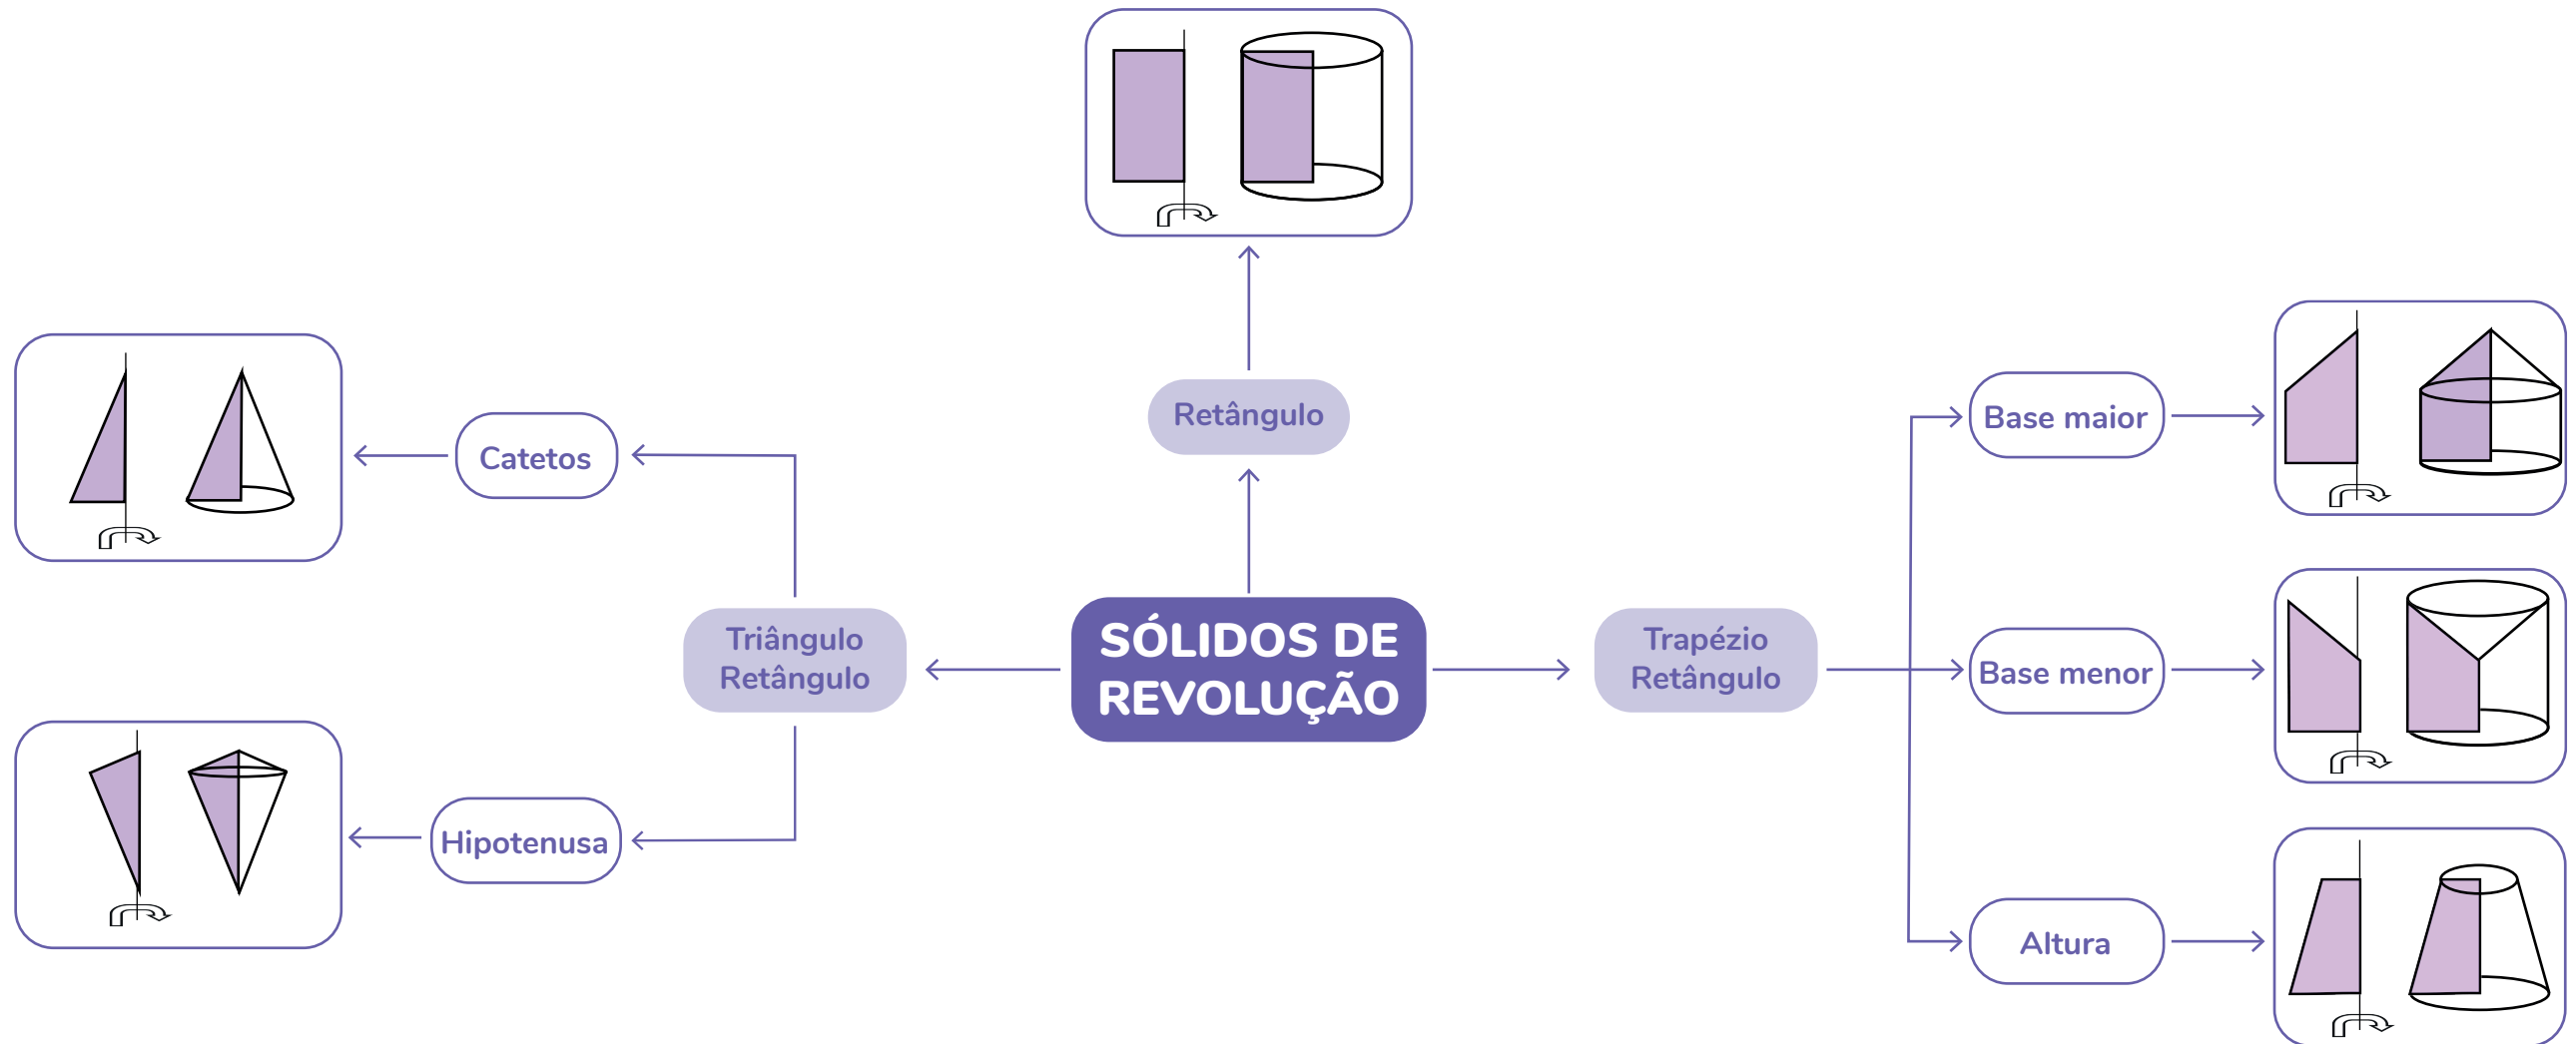 Retângulo
Catetos
Triângulo
Retângulo
Hipotenusa
SÓLIDOS DE
REVOLUÇÃO
Trapézio
Retângulo
Base maior
Base menor
Altura